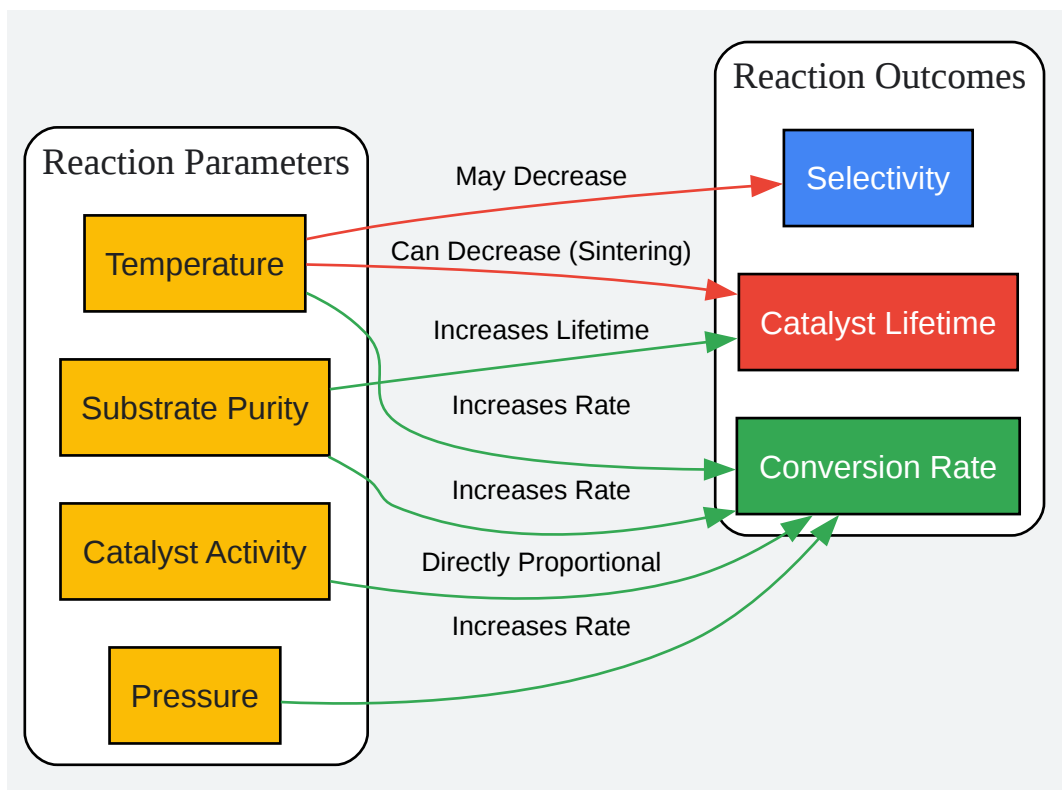 Reaction Outcomes
Reaction Parameters
Selectivity
May Decrease
Temperature
Can Decrease (Sintering)
Catalyst Lifetime
Increases Lifetime
Substrate Purity
Increases Rate
Conversion Rate
Increases Rate
Catalyst Activity
Directly Proportional
Increases Rate
Pressure